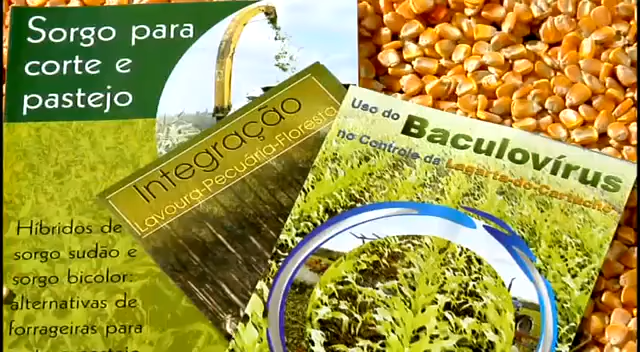 Sorgo para
corte e
pastejo
Híbridos de
sorgo sudão e
sorgo bicolor:
alternativas de
forrageiras para
Integração
Lavoura-Pecuária-Floresta
Uso do Baculovírus
no Controle da Lagarta-do-Cartucho